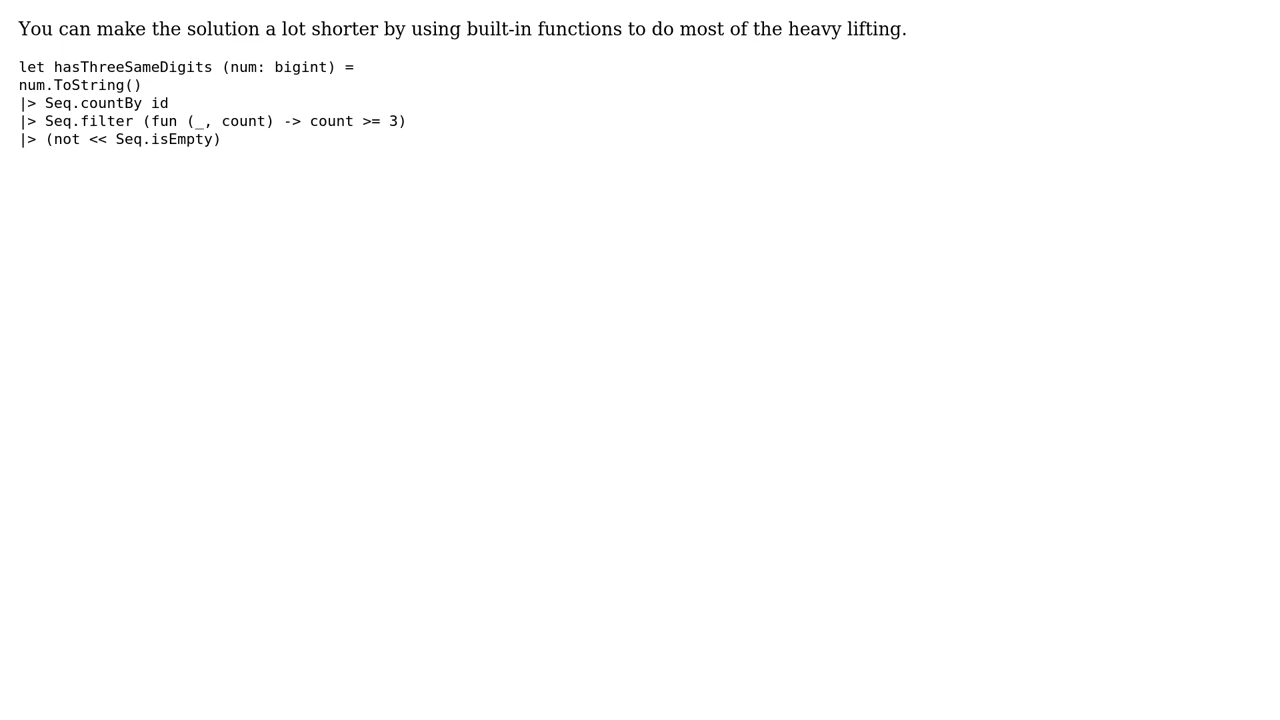 You can make the solution a lot shorter by using built-in functions to do most of the heavy lifting.
let hasThreeSameDigits (num: bigint) =
num.ToString()
|> Seq.countBy id
|> Seq.filter (fun (_, count) -> count >= 3)
|> (not << Seq.isEmpty)